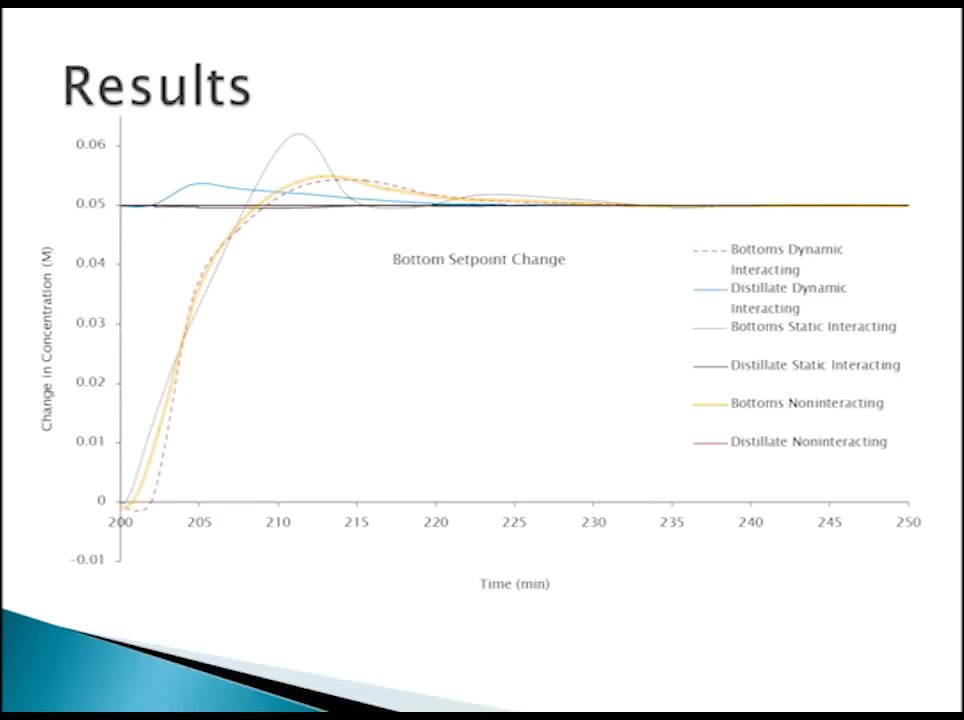 Results
0.06
0.05
0.04
0.03
0.02
0.01
0
-0.01
Change in Concentration (M)
Bottom Setpoint Change
Bottoms Dynamic
Interacting
Distillate Dynamic
Interacting
Bottoms Static Interacting
Distillate Static Interacting
Bottoms Noninteracting
Distillate Noninteracting
200 205 210 215 220 225 230 235 240 245 250
Time (min)